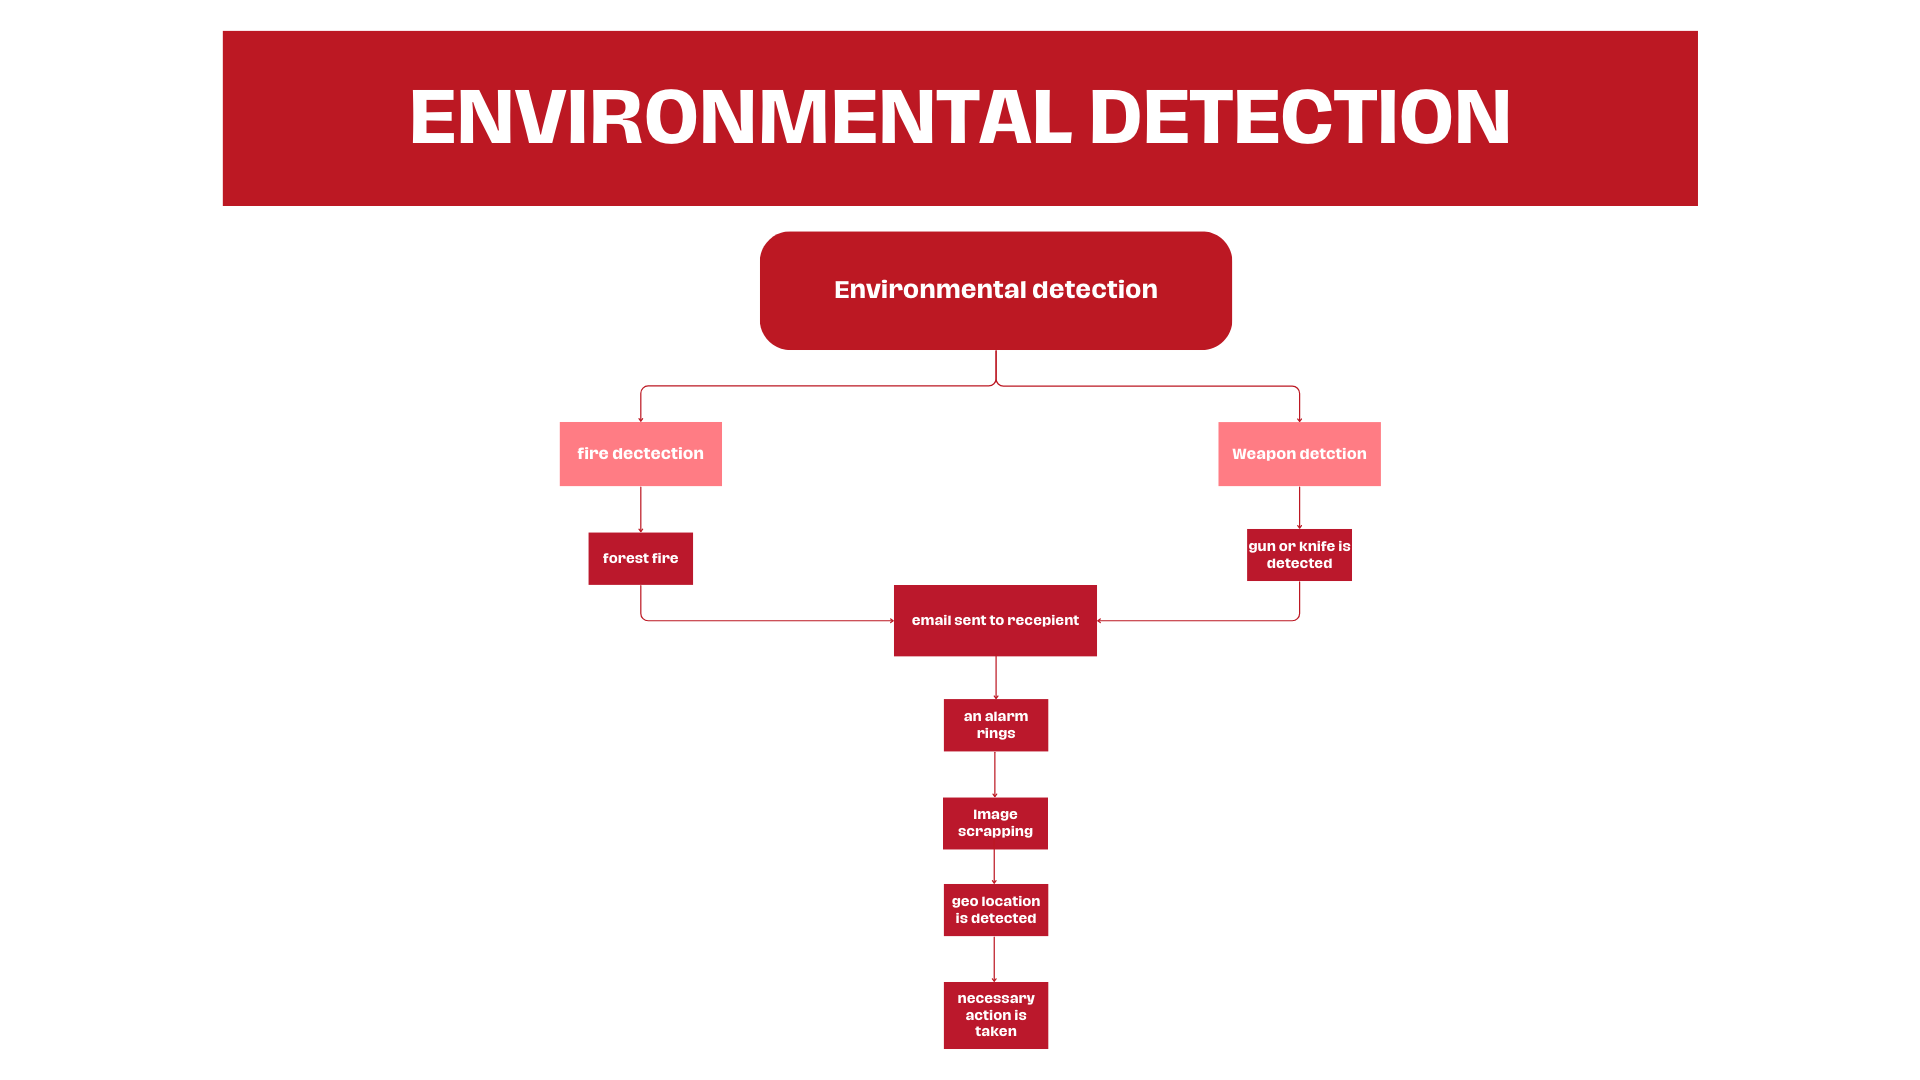 ENVIRONMENTAL DETECTION
Environmental detection
fire dectection
Weapon detction
forest fire
gun or knife is
detected
email sent to recepient
an alarm
rings
Image
scrapping
geo location
is detected
necessary
action is
taken